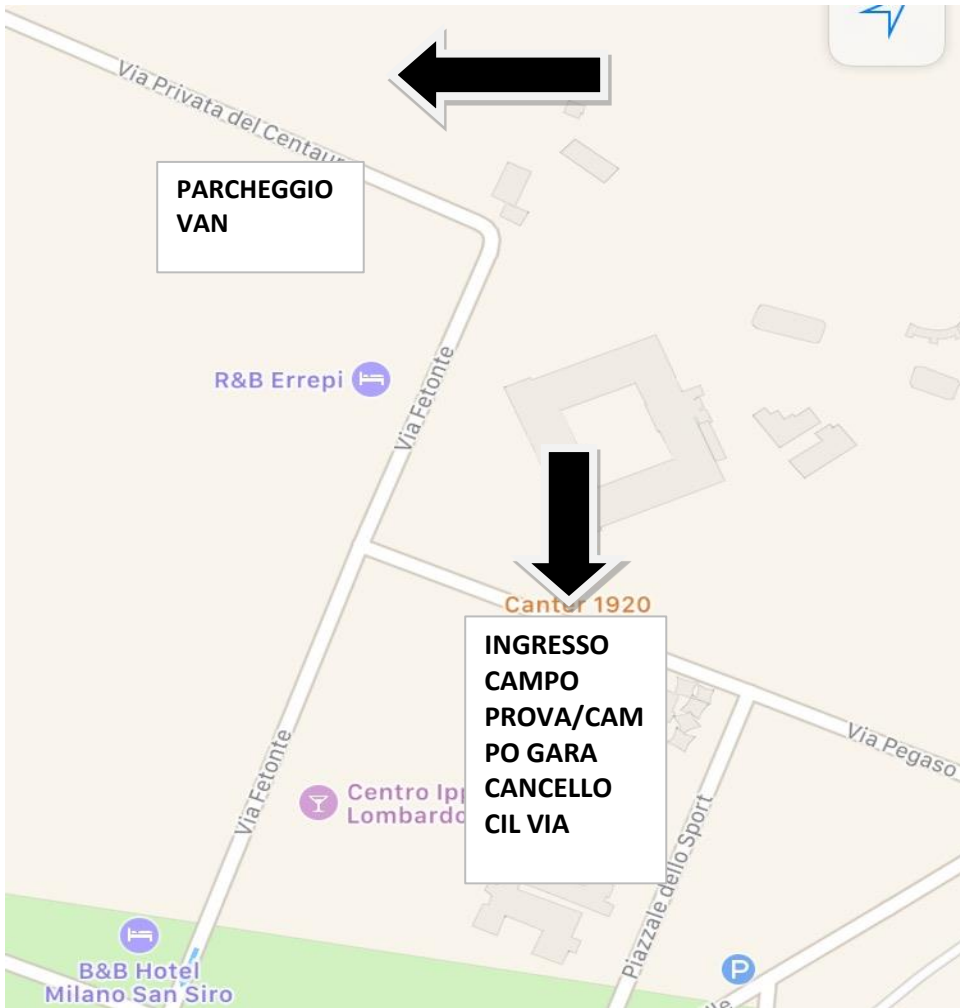 Via Privata del Centaur
PARCHEGGIO
VAN
R&B Errepi
Via Fetonte
Canter 1920
INGRESSO
CAMPO
PROVA/CAM
PO GARA
CANCELLO
CIL VIA
Via Pegaso
Via Fetonte
Centro Ipp
Lombardo
Piazzale dello Sport
B&B Hotel
Milano San Siro
P